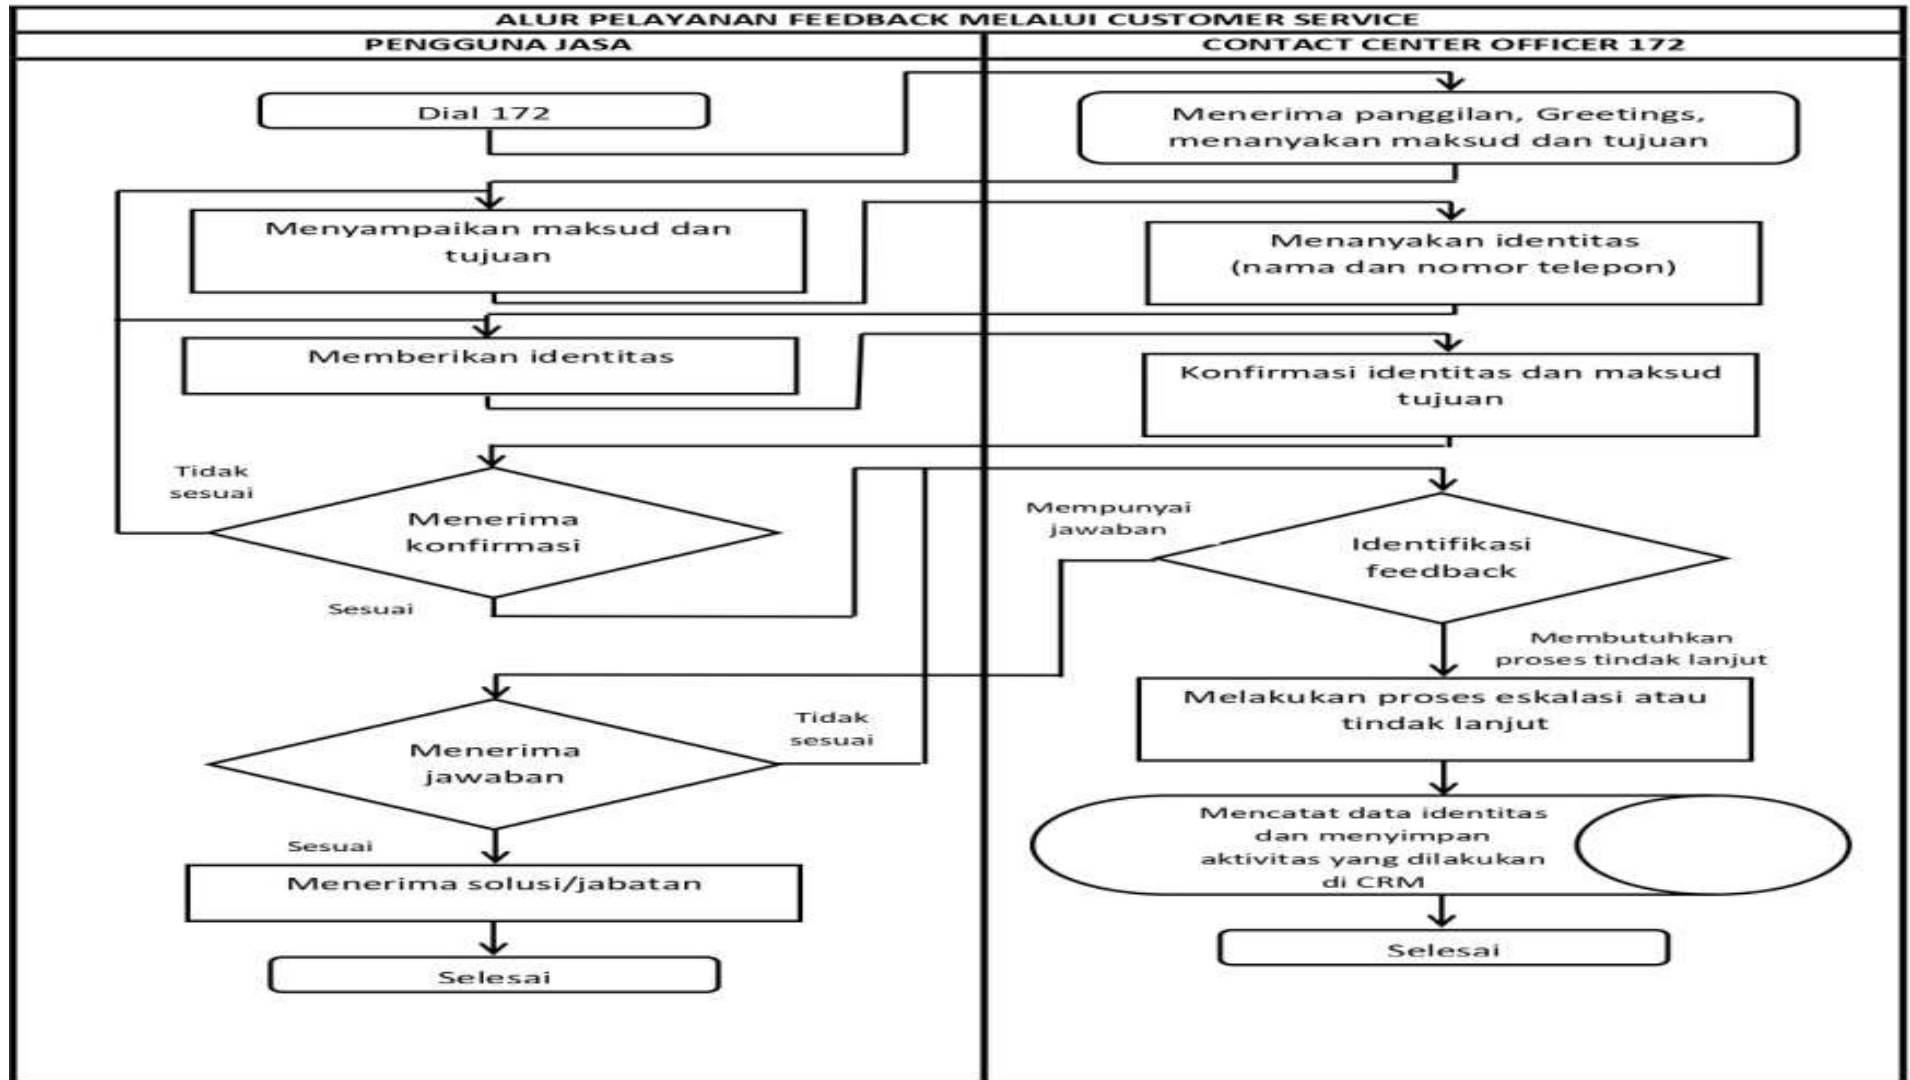 ALUR PELAYANAN FEEDBACK MELALUI CUSTOMER SERVICE
PENGGUNA JASA
CONTACT CENTER OFFICER 172
Dial 172
Menerima panggilan, Greetings,
menanyakan maksud dan tujuan
Menyampaikan maksud dan
tujuan
Menanyakan identitas
(nama dan nomor telepon)
Memberikan identitas
Konfirmasi identitas dan maksud
tujuan
Tidak
sesuai
Menerima
konfirmasi
Sesuai
Mempunyai
jawaban
Identifikasi
feedback
Membutuhkan
proses tindak lanjut
Melakukan proses eskalasi atau
tindak lanjut
Menerima
jawaban
Tidak
sesuai
Sesuai
Mencatat data identitas
dan menyimpan
aktivitas yang dilakukan
di CRM
Menerima solusi/jabatan
Selesai
Selesai